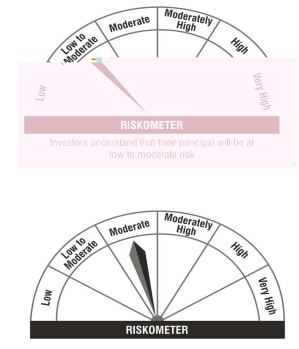 Low
Low to
Moderate
Moderate
Moderately
High
High
Very High
RISKOMETER
Investors understand that their principal will be at
low to moderate risk
Low
Low to
Moderate
Moderate
Moderately
High
High
Very High
RISKOMETER